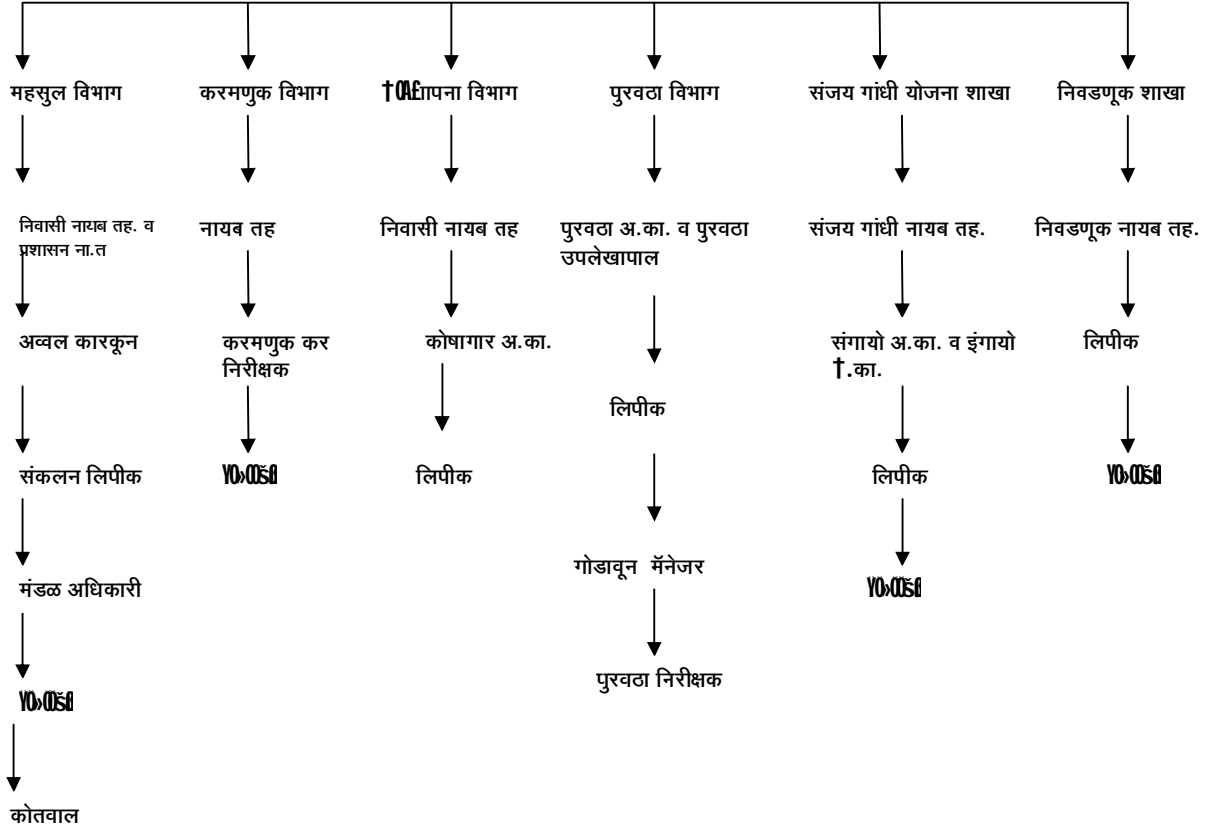 महसुल विभाग
करमणुक विभाग
विभाग
पुरवठा विभाग
संजय गांधी योजना शाखा
निवडणूक शाखा
निवासी नायब तह. व
प्रशासन ना.त
नायब तह
निवासी नायब तह
पुरवठा अ.का. व पुरवठा
उपलेखापाल
संजय गांधी नायब तह.
निवडणूक नायब तह.
अव्वल कारकून
करमणुक कर
निरीक्षक
कोषागार अ.का.
लिपीक
संगायो अ.का. व इंगायो
†.का.
लिपीक
संकलन लिपीक
लिपीक
लिपीक
गोडावून मॅनेजर
मंडळ अधिकारी
पुरवठा निरीक्षक
कोतवाल